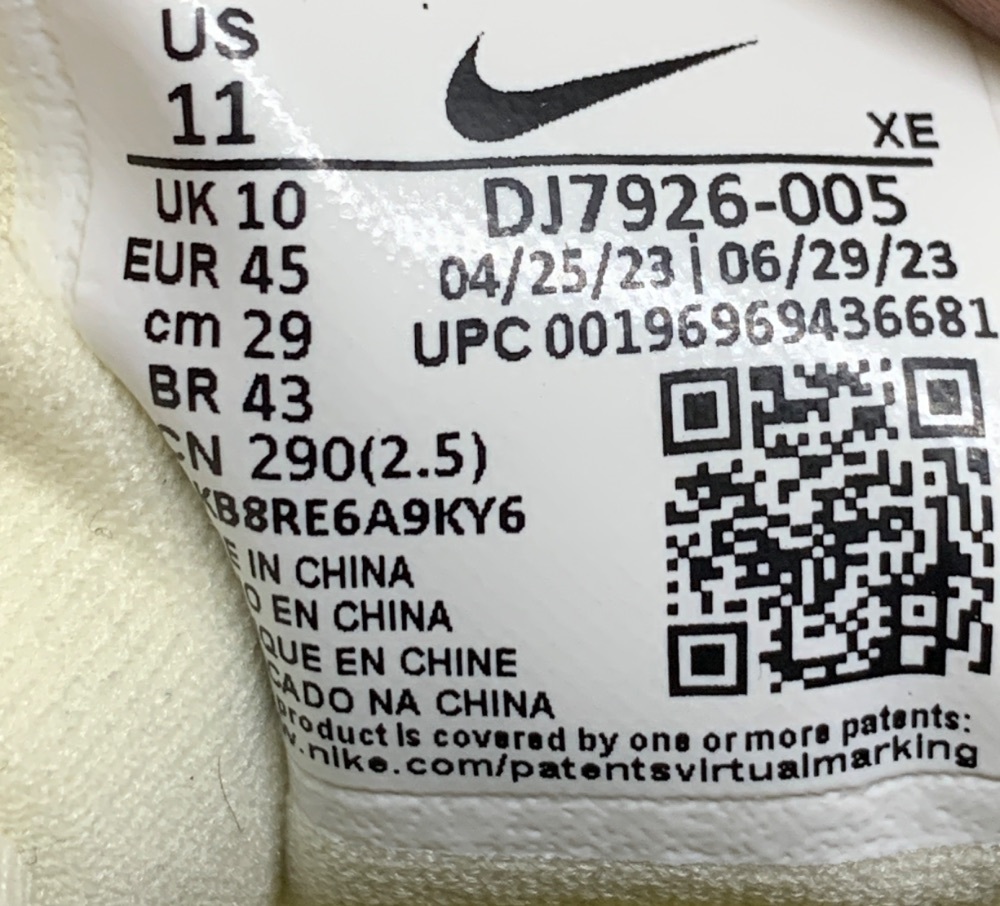 US
11
XE
UK 10
EUR 45
cm 29
BR 43
CN 290(2.5)
KB8RE6A9KY6
DJ7926-005
04/25/23 | 06/29/23
UPC 00196969436681
IN CHINA
EN CHINA
QUE EN CHINE
CADO NA CHINA
product is covered by one or more patents:
w.nike.com/patentsvirtualmarking